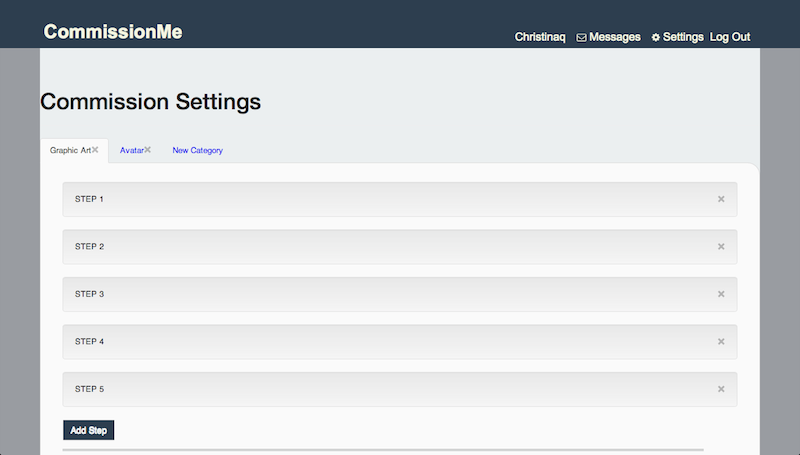 CommissionMe
Christinaq Messages Settings Log Out
Commission Settings
Graphic Art Avatar New Category
STEP 1
STEP 2
STEP 3
STEP 4
STEP 5
Add Step